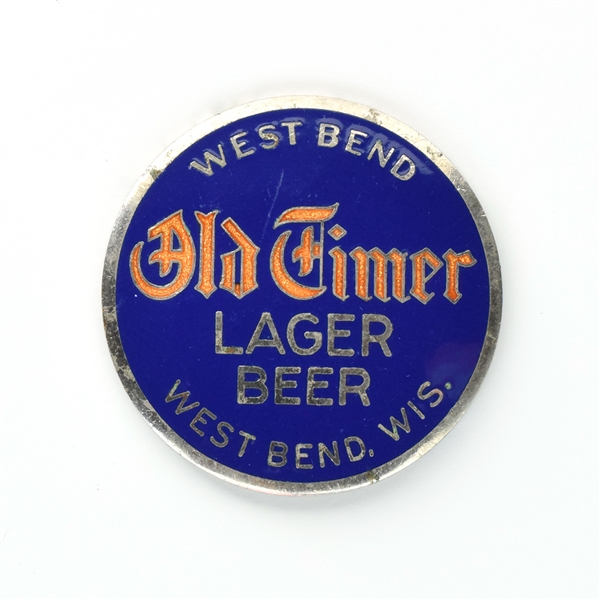 WEST BEND
Old Timer
LAGER
BEER
WEST BEND, WIS.